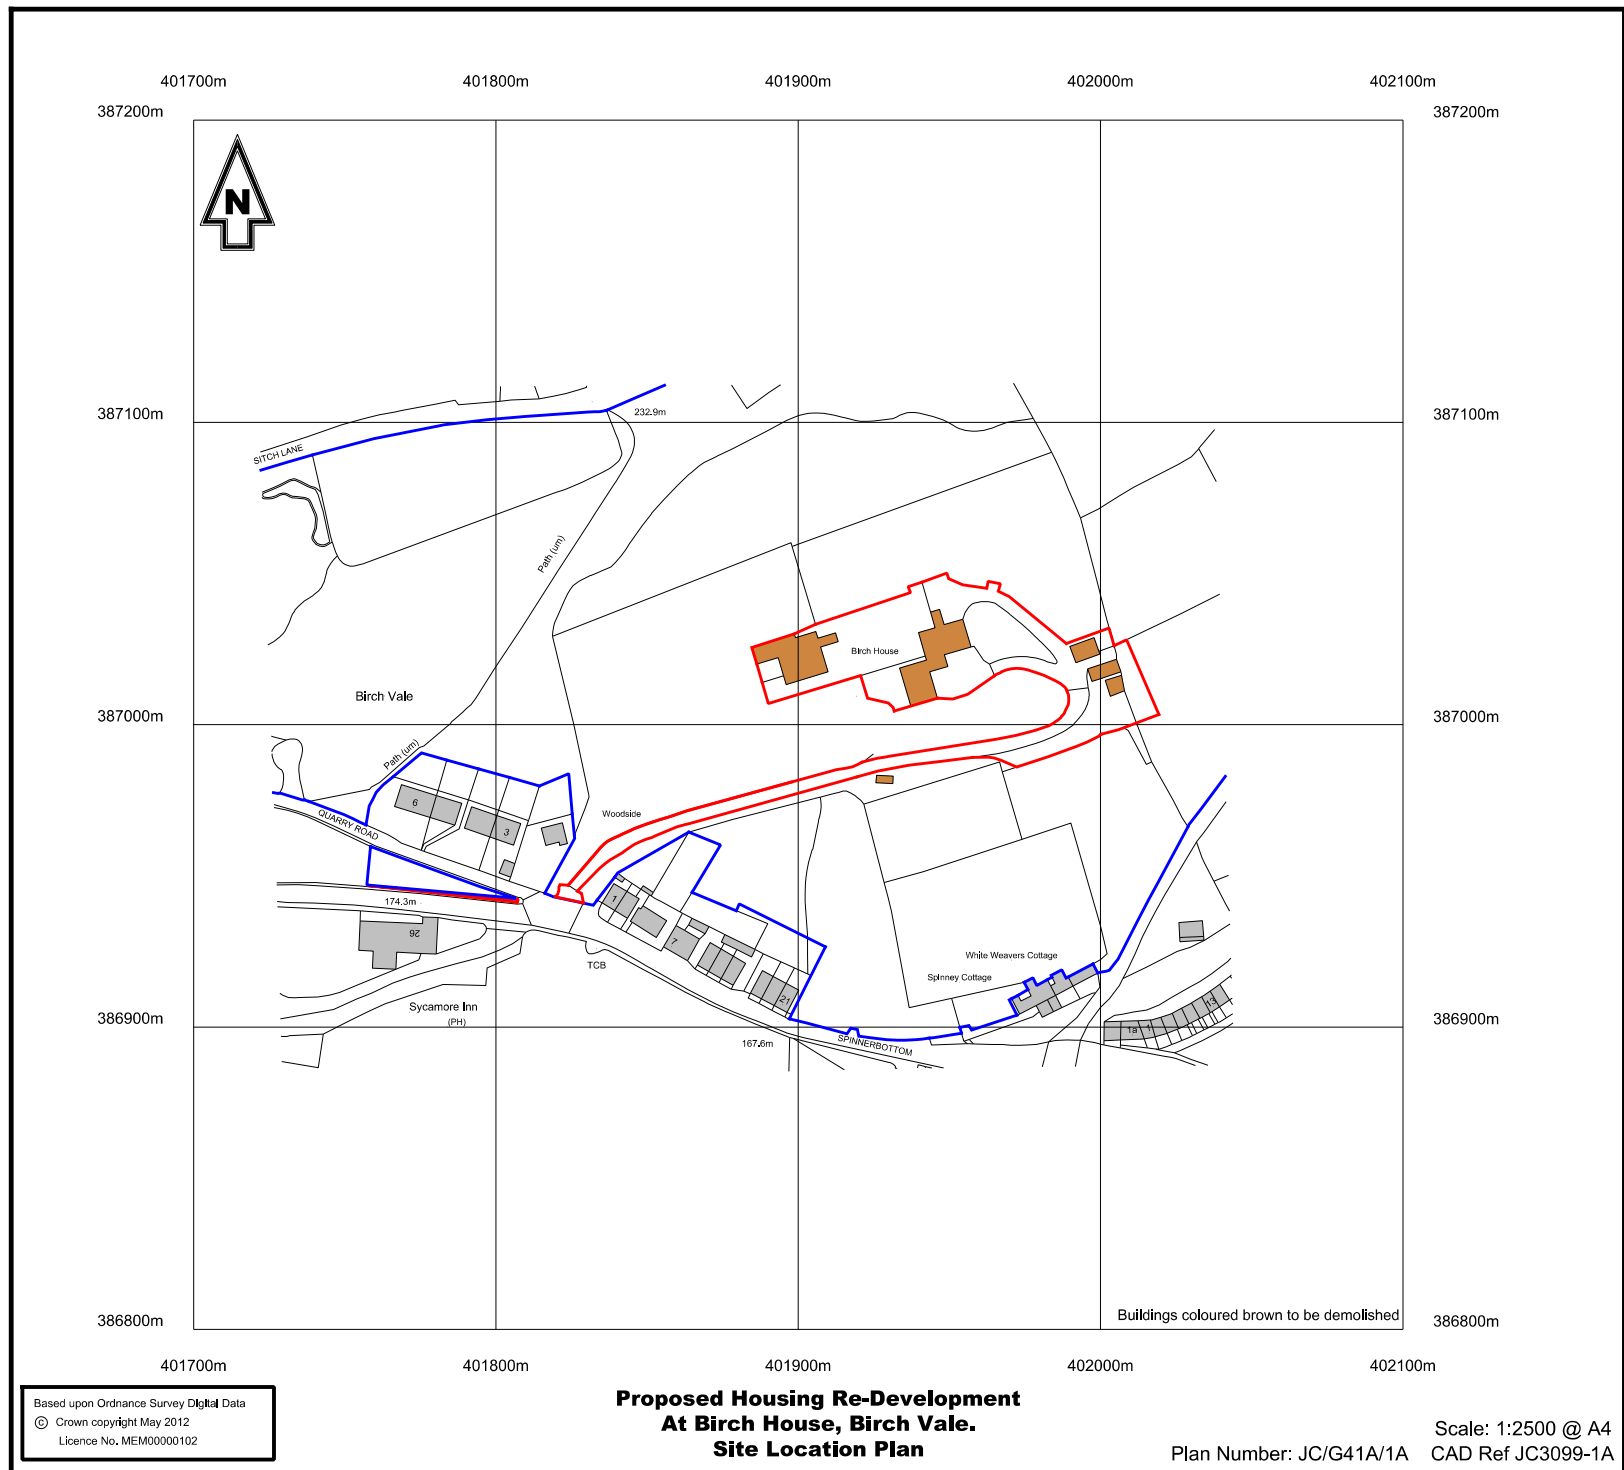 401700m
401800m
401900m
402000m
402100m
387200m
387200m
N
387100m
387100m
232.9m
SITCH LANE
Path (um)
Birch House
Birch Vale
387000m
387000m
Path (um)
6
3
QUARRY ROAD
Woodside
174.3m
26
1
7
21
TCB
White Weavers Cottage
Spinney Cottage
Sycamore Inn
(PH)
13
1a
1
386900m
386900m
167.6m
SPINNERBOTTOM
Buildings coloured brown to be demolished
386800m
386800m
401700m
401800m
401900m
402000m
402100m
Based upon Ordnance Survey Digital Data
© Crown copyright May 2012
Licence No. MEM00000102
Proposed Housing Re-Development
At Birch House, Birch Vale.
Site Location Plan
Scale: 1:2500 @ A4
Plan Number: JC/G41A/1A CAD Ref JC3099-1A